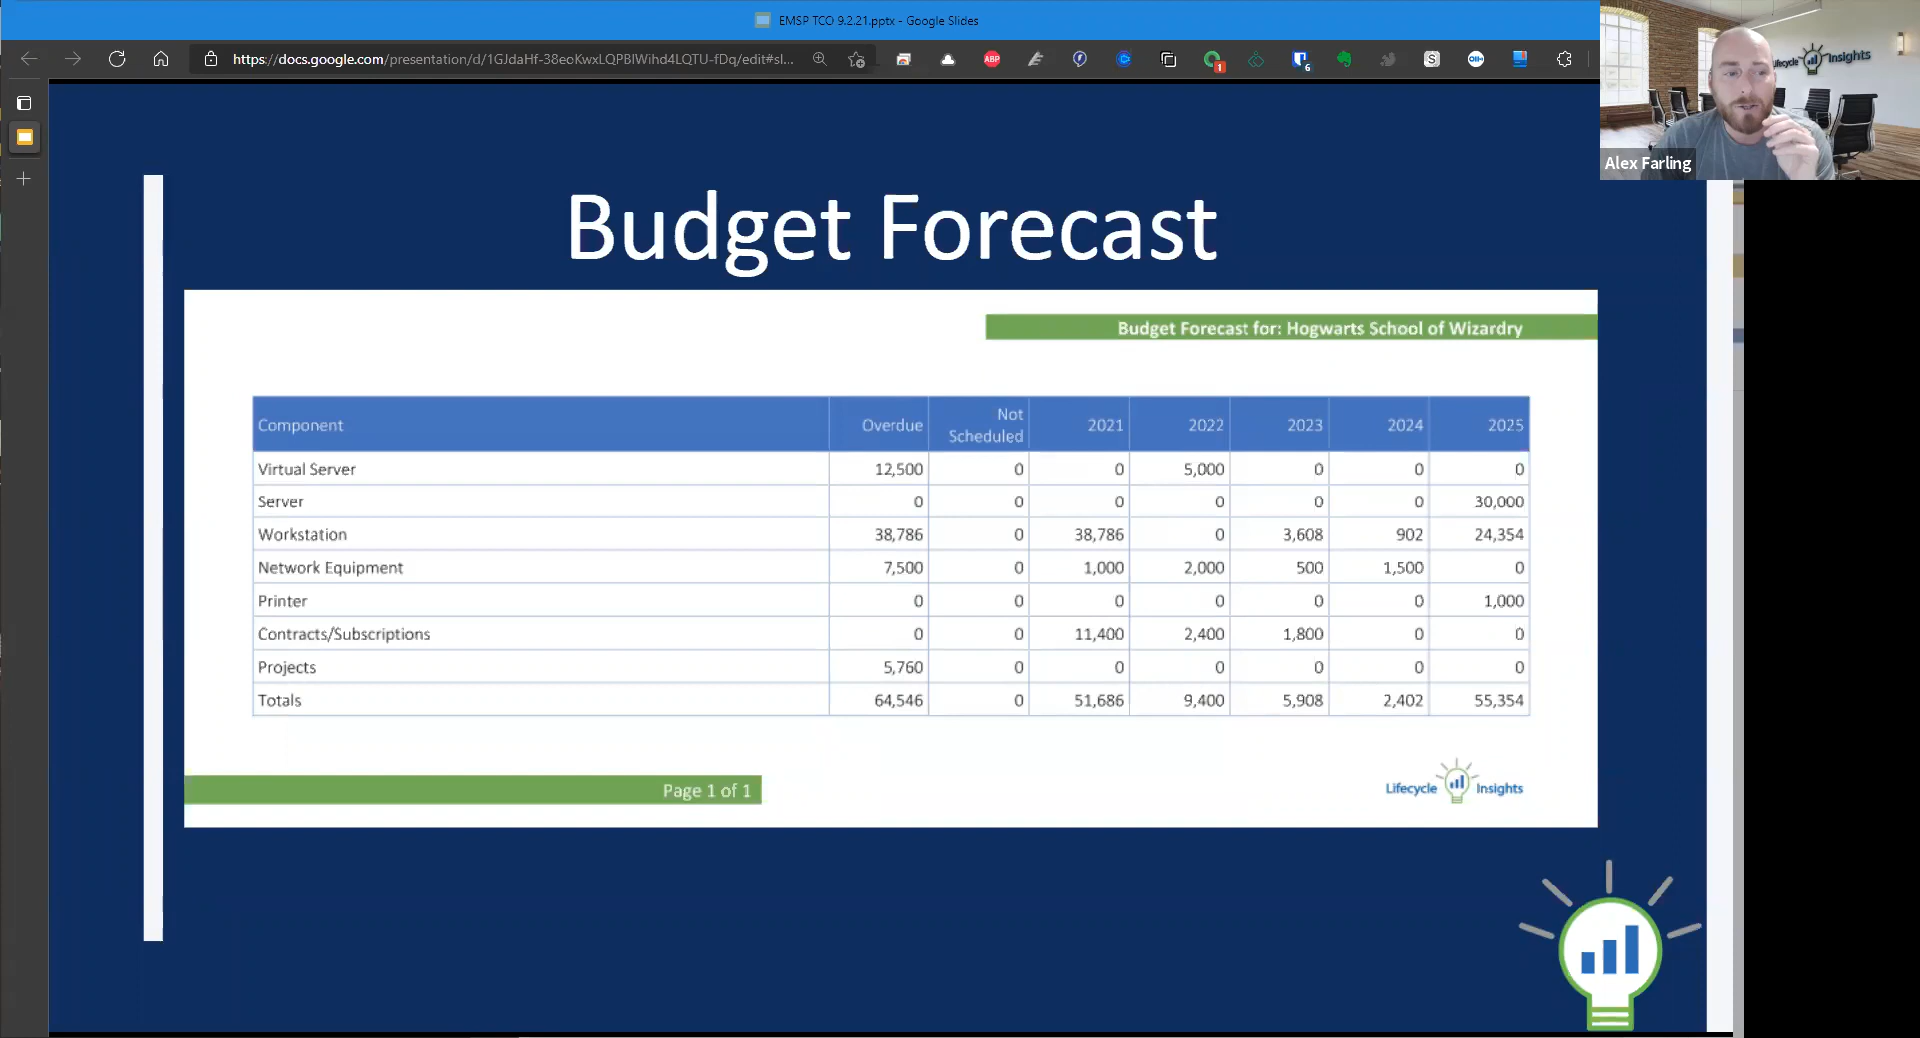 EMSP TCO 9.2.21.pptx - Google Slides
https://docs.google.com/presentation/d/1GJdaHf-38eoKwxLQPBlWihd4LQTU-fDq/edit#sl...
ABP
1
6
S
Lifecycle Insights
Alex Farling
Budget Forecast
Budget Forecast for: Hogwarts School of Wizardry
Component Overdue Not Scheduled 2021 2022 2023 2024 2025
Virtual Server 12,500 0 0 5,000 0 0 0
Server 0 0 0 0 0 0 30,000
Workstation 38,786 0 38,786 0 3,608 902 24,354
Network Equipment 7,500 0 1,000 2,000 500 1,500 0
Printer 0 0 0 0 0 0 1,000
Contracts/Subscriptions 0 0 11,400 2,400 1,800 0 0
Projects 5,760 0 0 0 0 0 0
Totals 64,546 0 51,686 9,400 5,908 2,402 55,354
Page 1 of 1
Lifecycle Insights